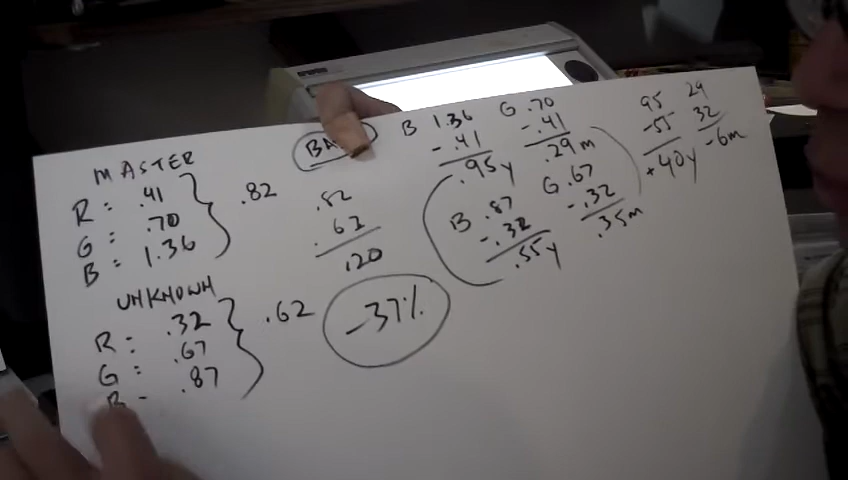 MASTER
R: .41
G: .70
B: 1.36
.82
UNKNOWN
R: .32
G: .67
B- .87
.62
.82
.62
.120
-37%
B 1.36
-.41
.95y
G .70
-.41
.29m
B .87
-.32
.55y
G .67
-.32
.35m
95
-55
+40y
29
32
-6m